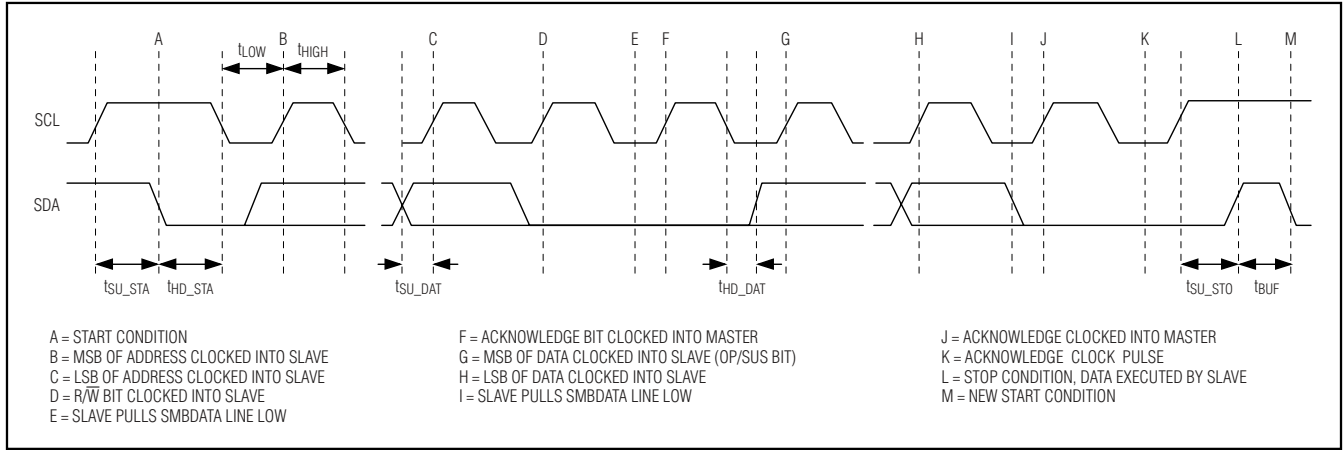 A B C D E F G H I J K L M
tLOW tHIGH
SCL
SDA
tSU_STA tHD_STA tSU_DAT tHD_DAT tSU_STO tBUF
A = START CONDITION
B = MSB OF ADDRESS CLOCKED INTO SLAVE
C = LSB OF ADDRESS CLOCKED INTO SLAVE
D = R/W̅ BIT CLOCKED INTO SLAVE
E = SLAVE PULLS SMBDATA LINE LOW
F = ACKNOWLEDGE BIT CLOCKED INTO MASTER
G = MSB OF DATA CLOCKED INTO SLAVE (OP/SUS BIT)
H = LSB OF DATA CLOCKED INTO SLAVE
I = SLAVE PULLS SMBDATA LINE LOW
J = ACKNOWLEDGE CLOCKED INTO MASTER
K = ACKNOWLEDGE CLOCK PULSE
L = STOP CONDITION, DATA EXECUTED BY SLAVE
M = NEW START CONDITION